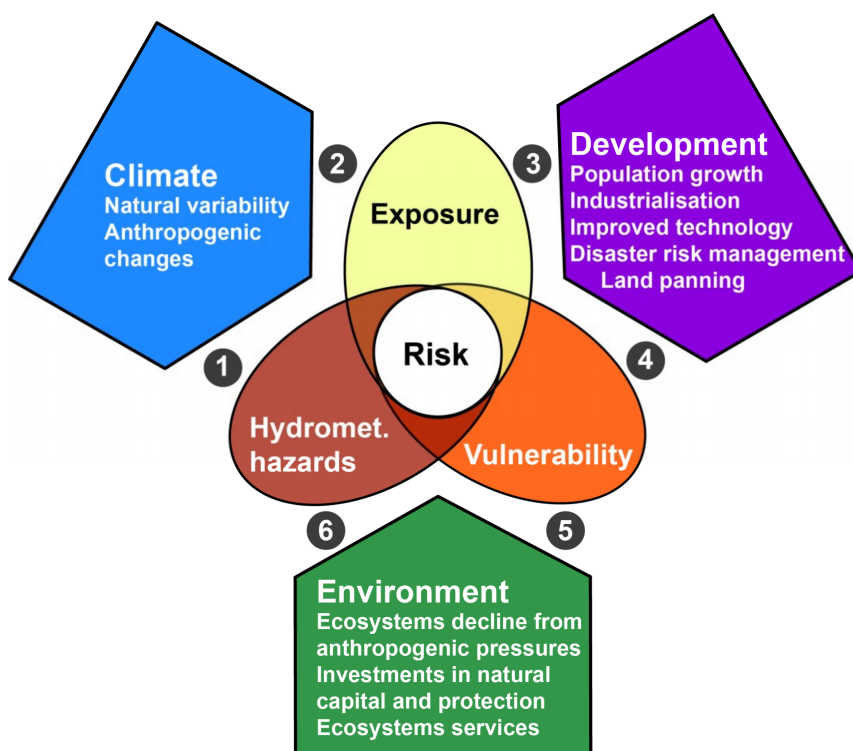 Climate
Natural variability
Anthropogenic
changes
2
Exposure
3
Development
Population growth
Industrialisation
Improved technology
Disaster risk management
Land panning
1
Risk
4
Hydromet.
hazards
Vulnerability
6
5
Environment
Ecosystems decline from
anthropogenic pressures
Investments in natural
capital and protection
Ecosystems services